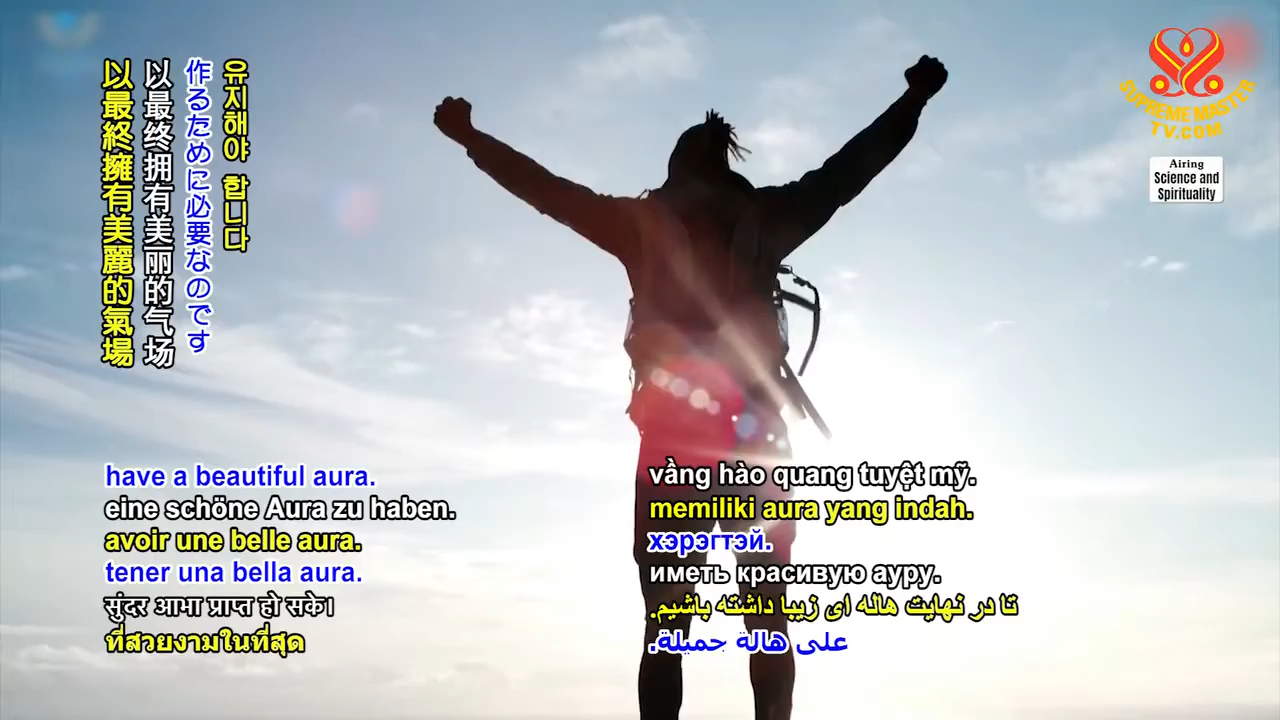 유지해야 합니다
作るために必要なのです
以最终拥有美丽的气场
以最終擁有美麗的氣場
SUPREME MASTER
TV.COM
Airing
Science and
Spirituality
have a beautiful aura.
eine schöne Aura zu haben.
avoir une belle aura.
tener una bella aura.
सुंदर आभा प्राप्त हो सके।
ที่สวยงามในที่สุด
vầng hào quang tuyệt mỹ.
memiliki aura yang indah.
хэрэгтэй.
иметь красивую ауру.
تا در نهایت هاله ای زیبا داشته باشیم.
على هالة جميلة.